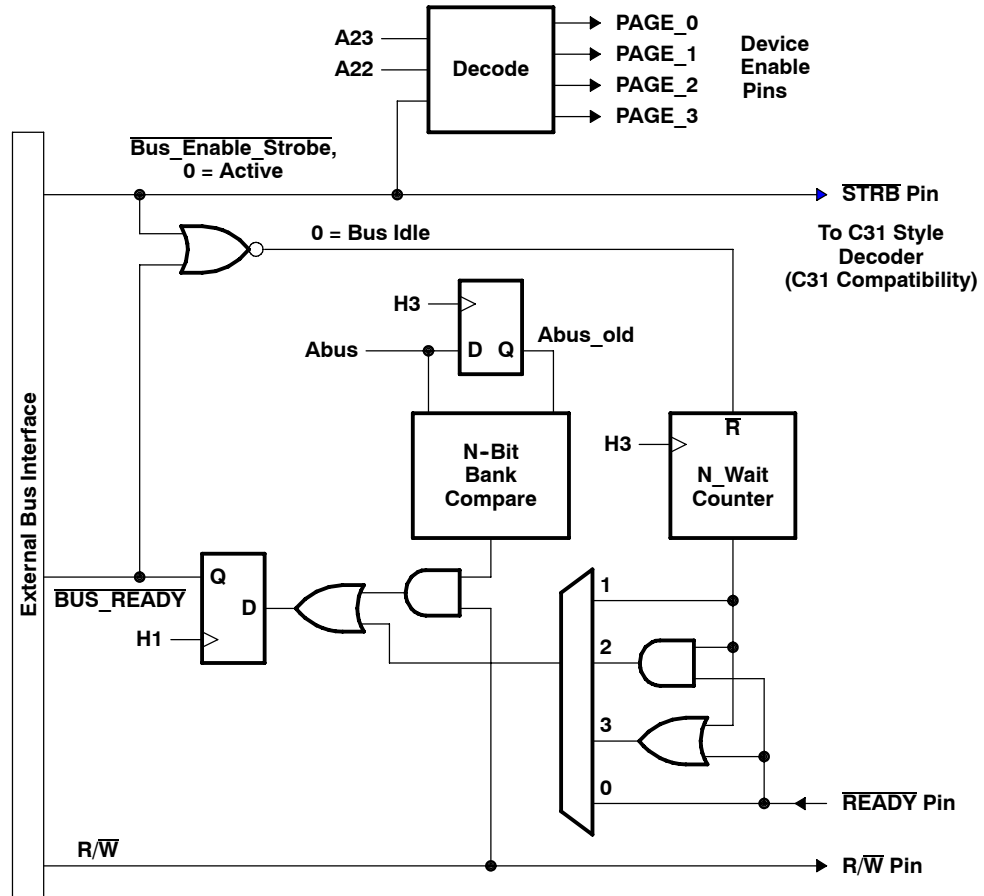 PAGE_0
A23
PAGE_1
Device
Enable
Pins
A22
Decode
PAGE_2
PAGE_3
Bus_Enable_Strobe,
0 = Active
STRB Pin
0 = Bus Idle
To C31 Style
Decoder
(C31 Compatibility)
H3
Abus
D Q
Abus_old
R
H3
N-Bit
Bank
Compare
N_Wait
Counter
External Bus Interface
Q
D
BUS_READY
H1
1
2
3
0
READY Pin
R/W
R/W Pin